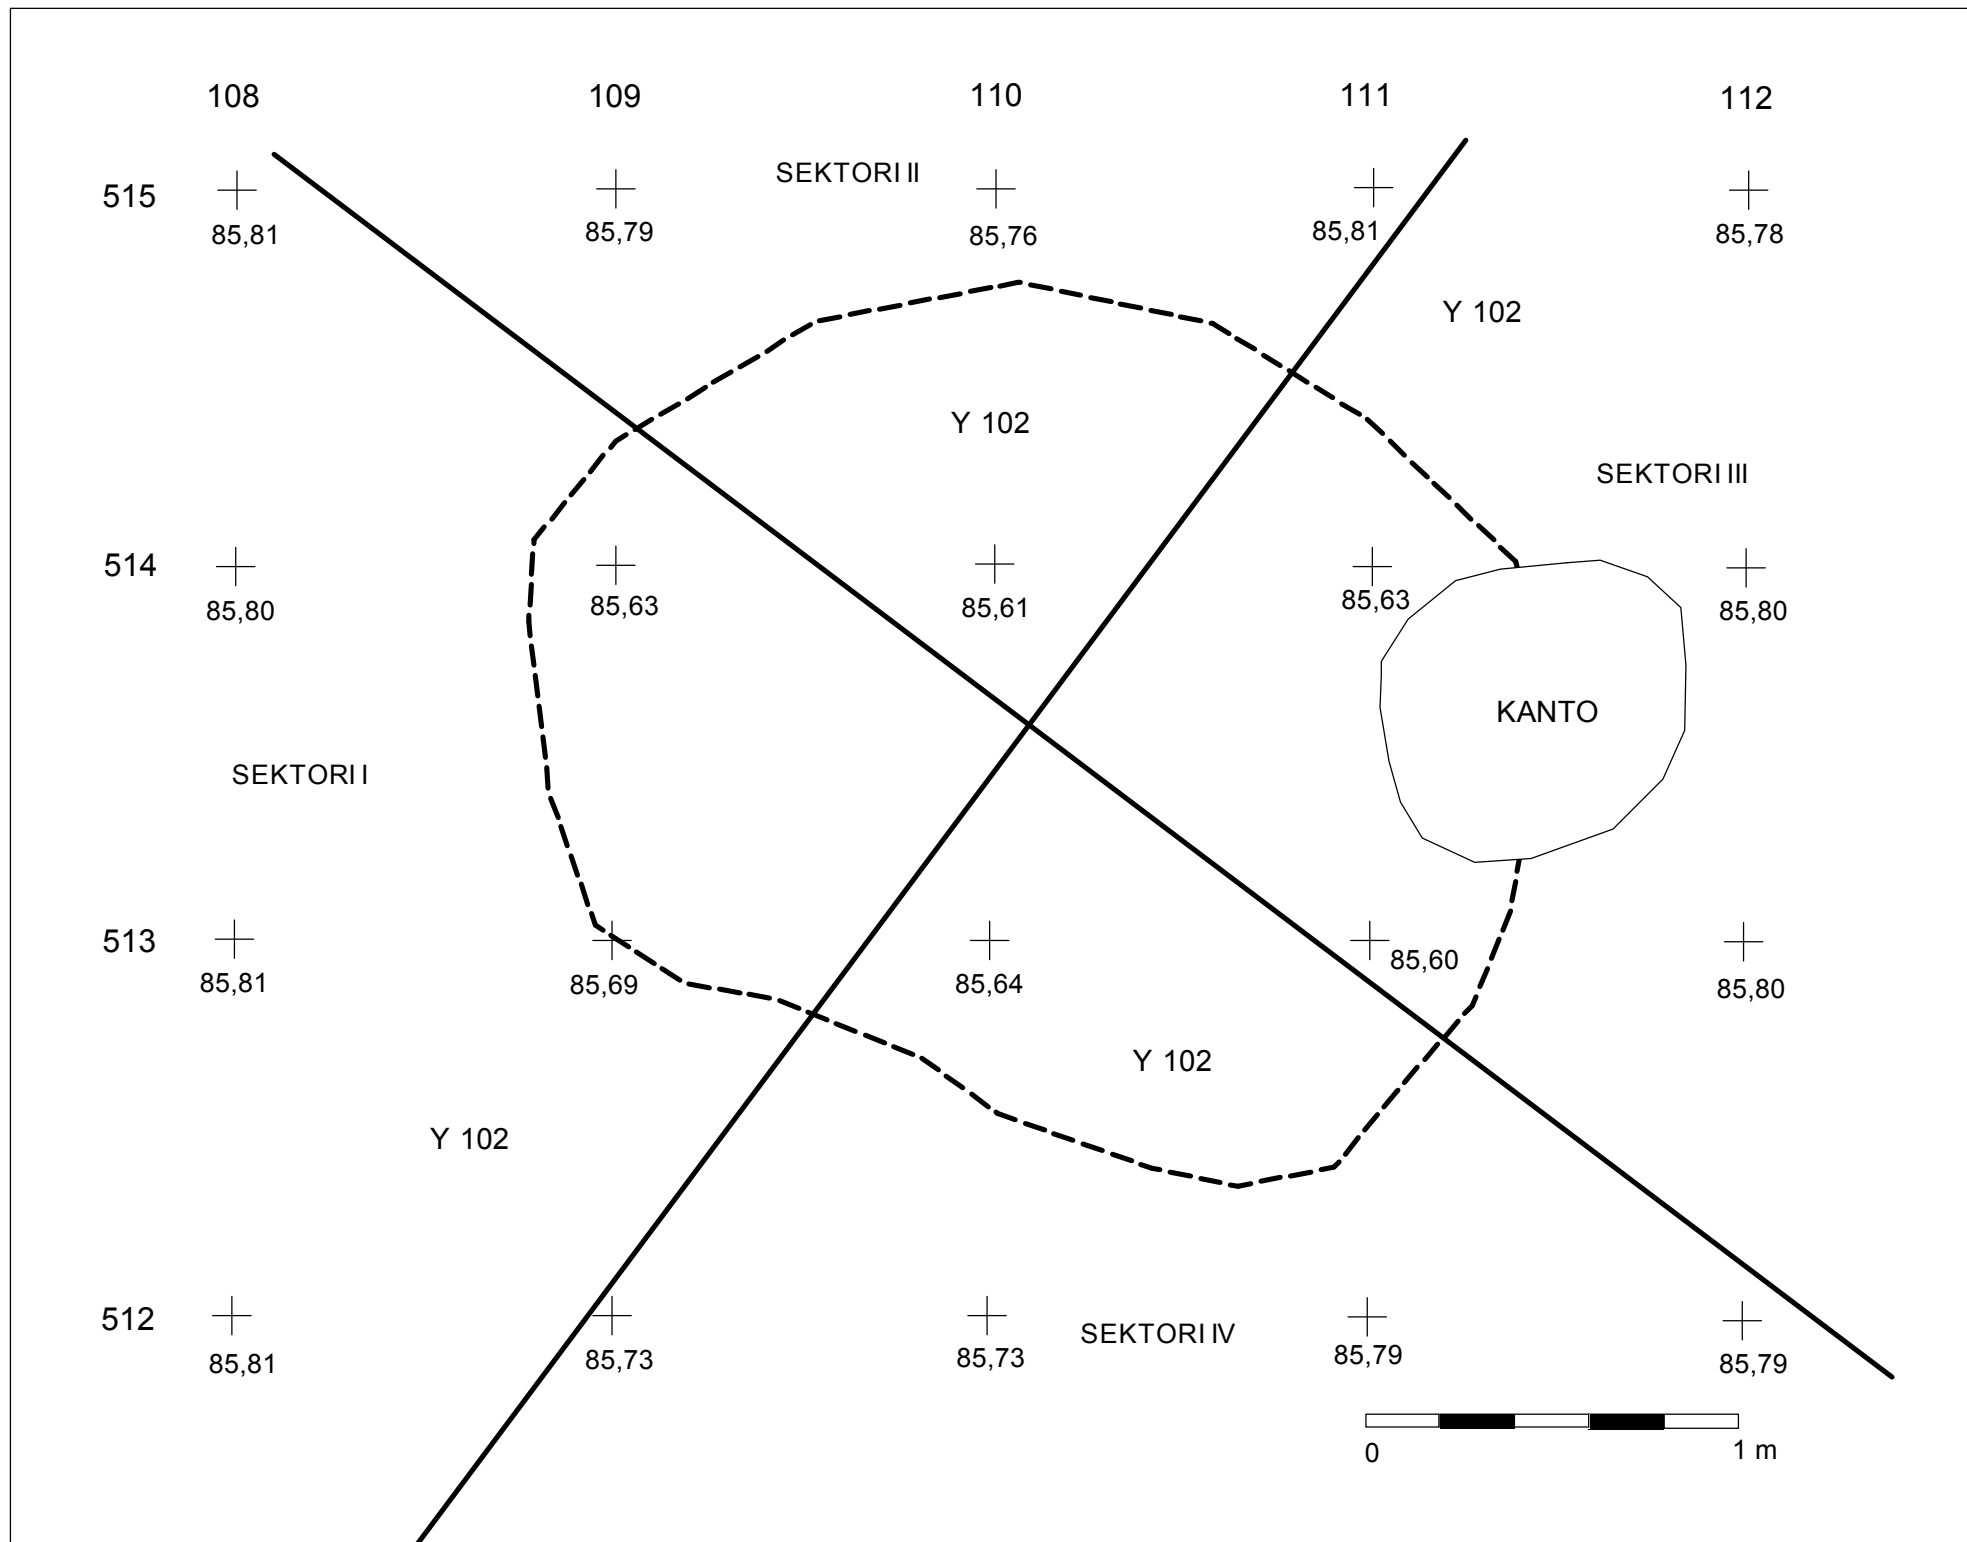 108 109 110 111 112
SEKTORI II
515
85,81 85,79 85,76 85,81 85,78
Y 102
Y 102
SEKTORI III
514
85,80 85,63 85,61 85,63 85,80
KANTO
SEKTORI I
513
85,81 85,69 85,64 85,60 85,80
Y 102
Y 102
512
SEKTORI IV
85,81 85,73 85,73 85,79 85,79
0 1 m